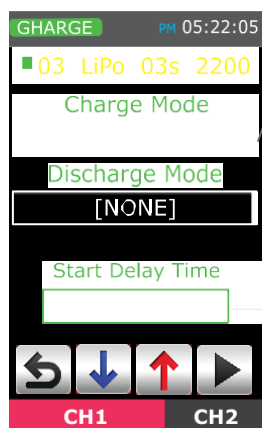 GHARGE PM 05:22:05
03 LiPo 03s 2200
Charge Mode
Discharge Mode
[NONE]
Start Delay Time
CH1 CH2